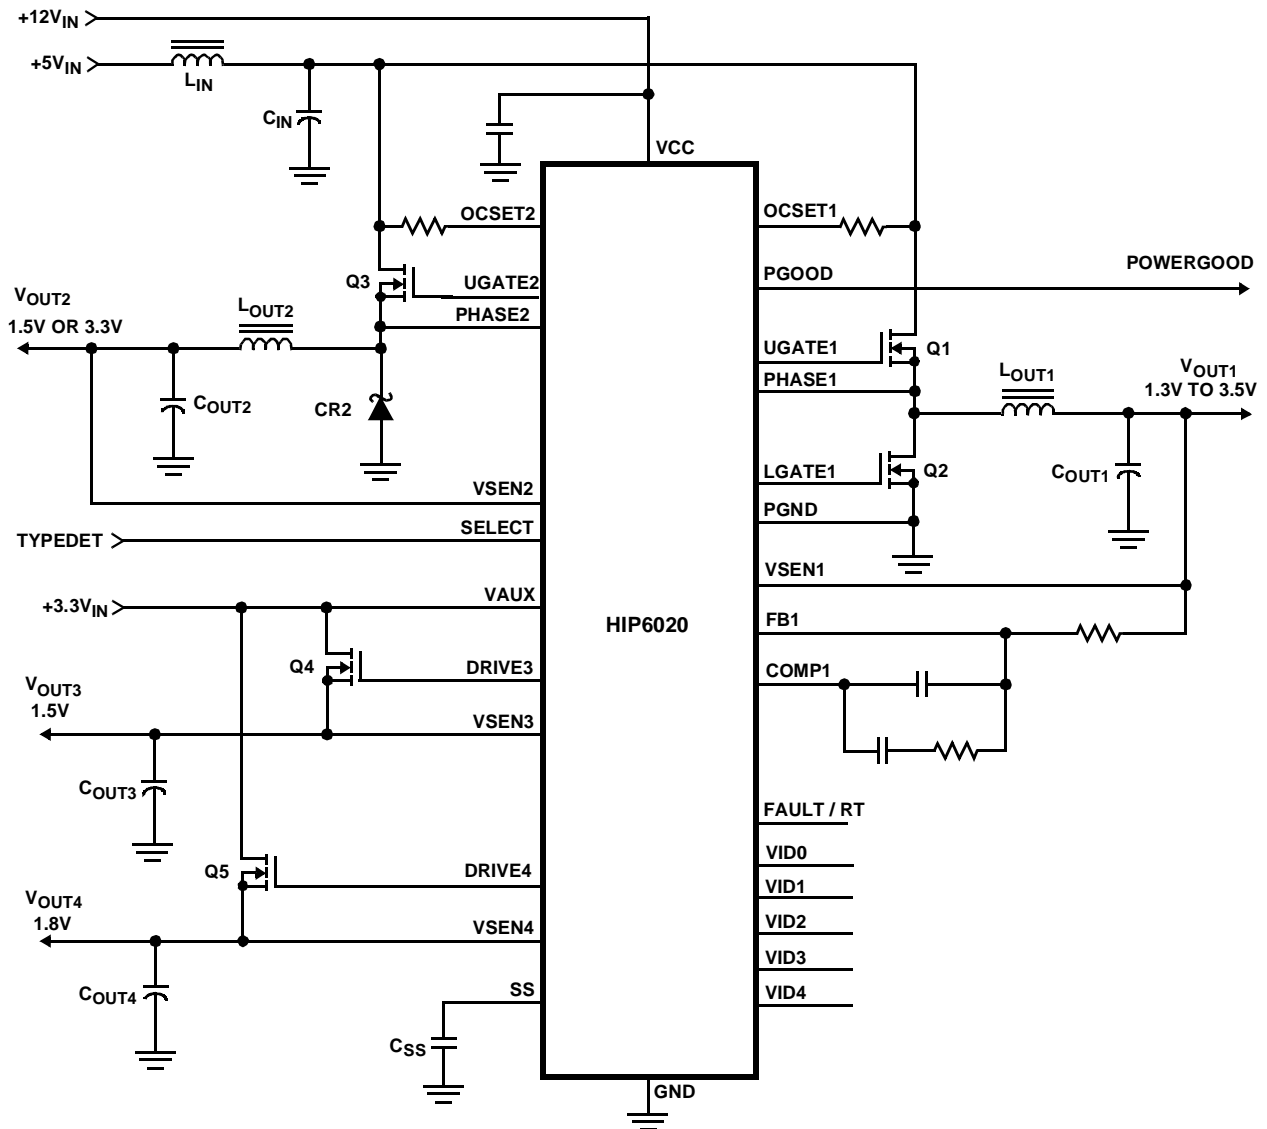 +12VIN
+5VIN
LIN
CIN
VCC
OCSET2
OCSET1
Q3
UGATE2
PGOOD
POWERGOOD
VOUT2
1.5V OR 3.3V
LOUT2
PHASE2
UGATE1
Q1
PHASE1
LOUT1
VOUT1
1.3V TO 3.5V
COUT2
CR2
LGATE1
Q2
COUT1
VSEN2
PGND
TYPEDET
SELECT
VSEN1
+3.3VIN
VAUX
HIP6020
FB1
Q4
DRIVE3
COMP1
VOUT3
1.5V
VSEN3
COUT3
FAULT / RT
VID0
Q5
DRIVE4
VID1
VOUT4
1.8V
VSEN4
VID2
VID3
COUT4
SS
VID4
CSS
GND